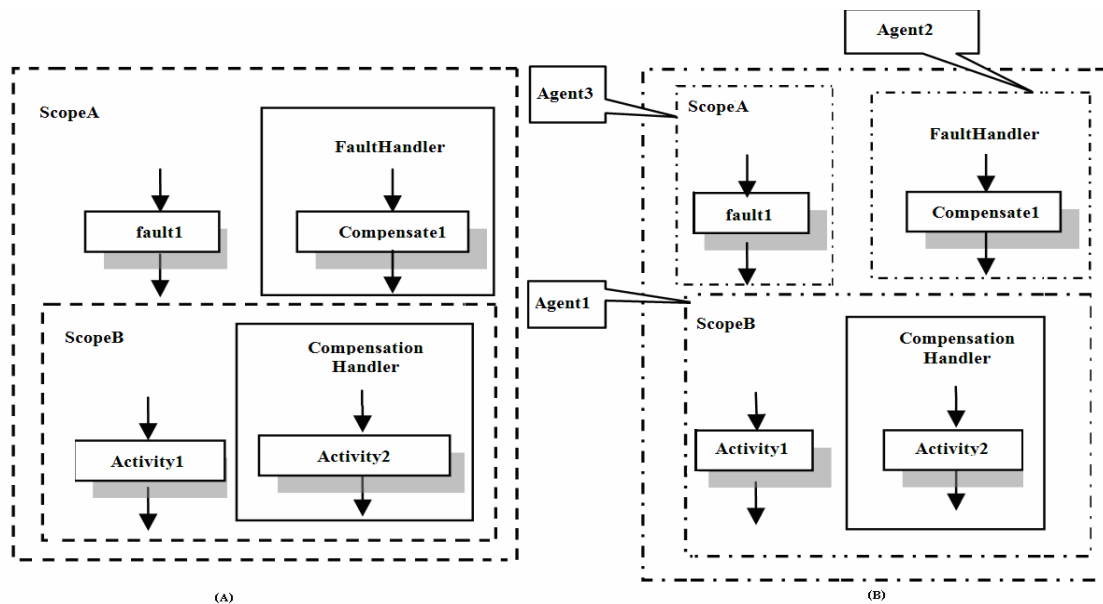 ScopeA
FaultHandler
fault1
Compensate1
ScopeB
Compensation
Handler
Activity1
Activity2
(A)
Agent2
Agent3
ScopeA
FaultHandler
fault1
Compensate1
Agent1
ScopeB
Compensation
Handler
Activity1
Activity2
(B)